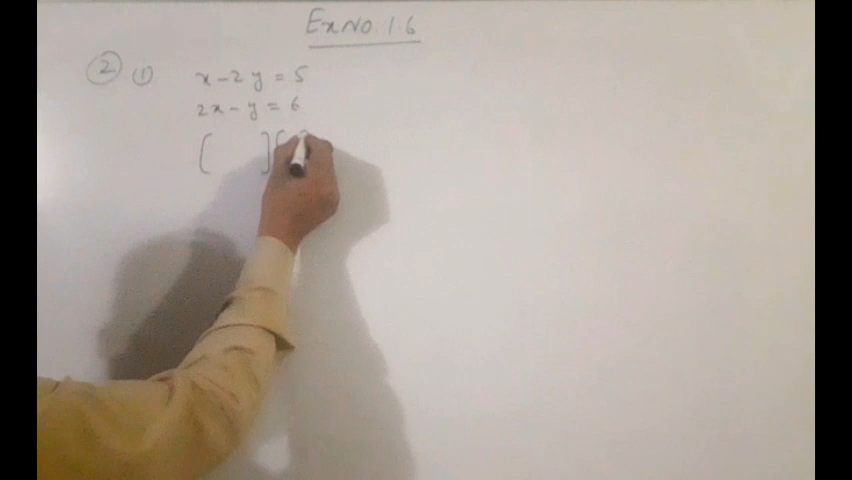 Ex NO 1.6
2 (1) x - 2y = 5
2x - y = 6
[ ] [